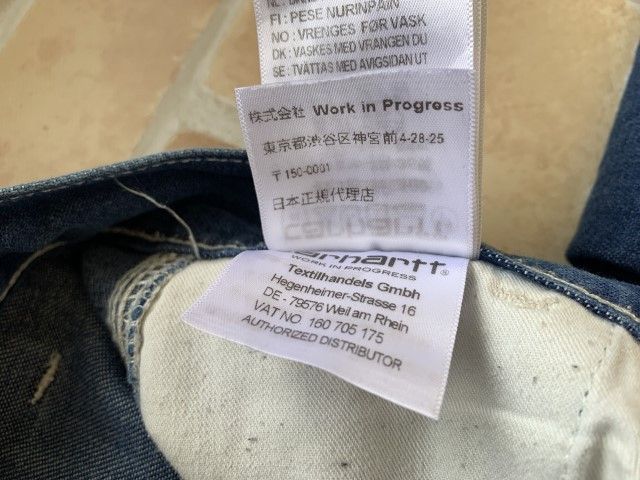 FI : PESE NURINPÄIN
NO : VRENGES FØR VASK
DK : VASKES MED VRANGEN DU
SE : TVÄTTAS MED AVIGSIDAN UT
株式会社 Work in Progress
東京都渋谷区神宮前4-28-25
〒150-0001
日本正規代理店
carhartt
WORK IN PROGRESS
Textilhandels Gmbh
Hegenheimer-Strasse 16
DE - 79576 Weil am Rhein
VAT NO 160 705 175
AUTHORIZED DISTRIBUTOR